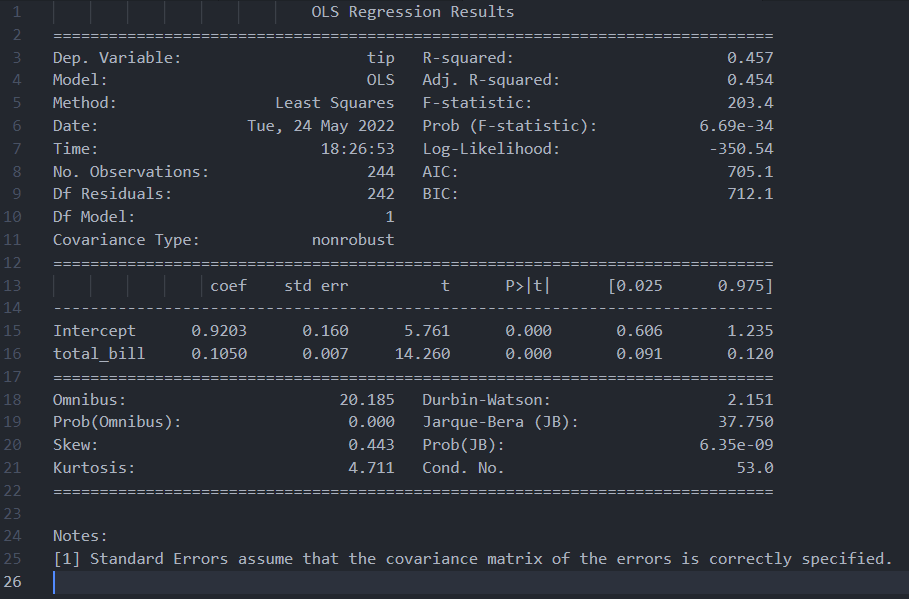 1 OLS Regression Results
2 ==============================================================================
3 Dep. Variable: tip R-squared: 0.457
4 Model: OLS Adj. R-squared: 0.454
5 Method: Least Squares F-statistic: 203.4
6 Date: Tue, 24 May 2022 Prob (F-statistic): 6.69e-34
7 Time: 18:26:53 Log-Likelihood: -350.54
8 No. Observations: 244 AIC: 705.1
9 Df Residuals: 242 BIC: 712.1
10 Df Model: 1
11 Covariance Type: nonrobust
12 ==============================================================================
13 coef std err t P>|t| [0.025 0.975]
14 ------------------------------------------------------------------------------
15 Intercept 0.9203 0.160 5.761 0.000 0.606 1.235
16 total_bill 0.1050 0.007 14.260 0.000 0.091 0.120
17 ==============================================================================
18 Omnibus: 20.185 Durbin-Watson: 2.151
19 Prob(Omnibus): 0.000 Jarque-Bera (JB): 37.750
20 Skew: 0.443 Prob(JB): 6.35e-09
21 Kurtosis: 4.711 Cond. No. 53.0
22 ==============================================================================
23
24 Notes:
25 [1] Standard Errors assume that the covariance matrix of the errors is correctly specified.
26